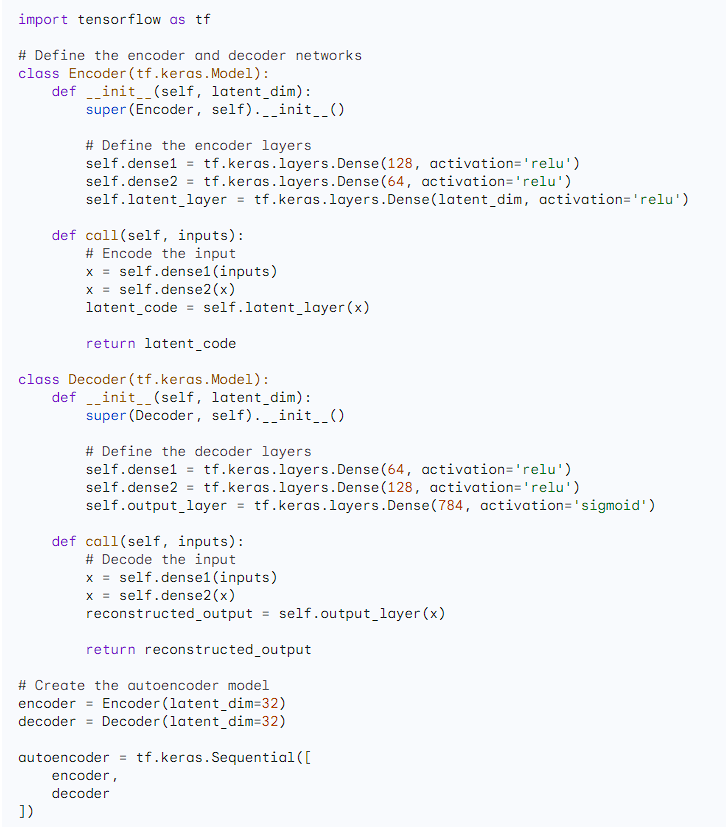 import tensorflow as tf

# Define the encoder and decoder networks
class Encoder(tf.keras.Model):
    def __init__(self, latent_dim):
        super(Encoder, self).__init__()

        # Define the encoder layers
        self.dense1 = tf.keras.layers.Dense(128, activation='relu')
        self.dense2 = tf.keras.layers.Dense(64, activation='relu')
        self.latent_layer = tf.keras.layers.Dense(latent_dim, activation='relu')

    def call(self, inputs):
        # Encode the input
        x = self.dense1(inputs)
        x = self.dense2(x)
        latent_code = self.latent_layer(x)

        return latent_code

class Decoder(tf.keras.Model):
    def __init__(self, latent_dim):
        super(Decoder, self).__init__()

        # Define the decoder layers
        self.dense1 = tf.keras.layers.Dense(64, activation='relu')
        self.dense2 = tf.keras.layers.Dense(128, activation='relu')
        self.output_layer = tf.keras.layers.Dense(784, activation='sigmoid')

    def call(self, inputs):
        # Decode the input
        x = self.dense1(inputs)
        x = self.dense2(x)
        reconstructed_output = self.output_layer(x)

        return reconstructed_output

# Create the autoencoder model
encoder = Encoder(latent_dim=32)
decoder = Decoder(latent_dim=32)

autoencoder = tf.keras.Sequential([
    encoder,
    decoder
])